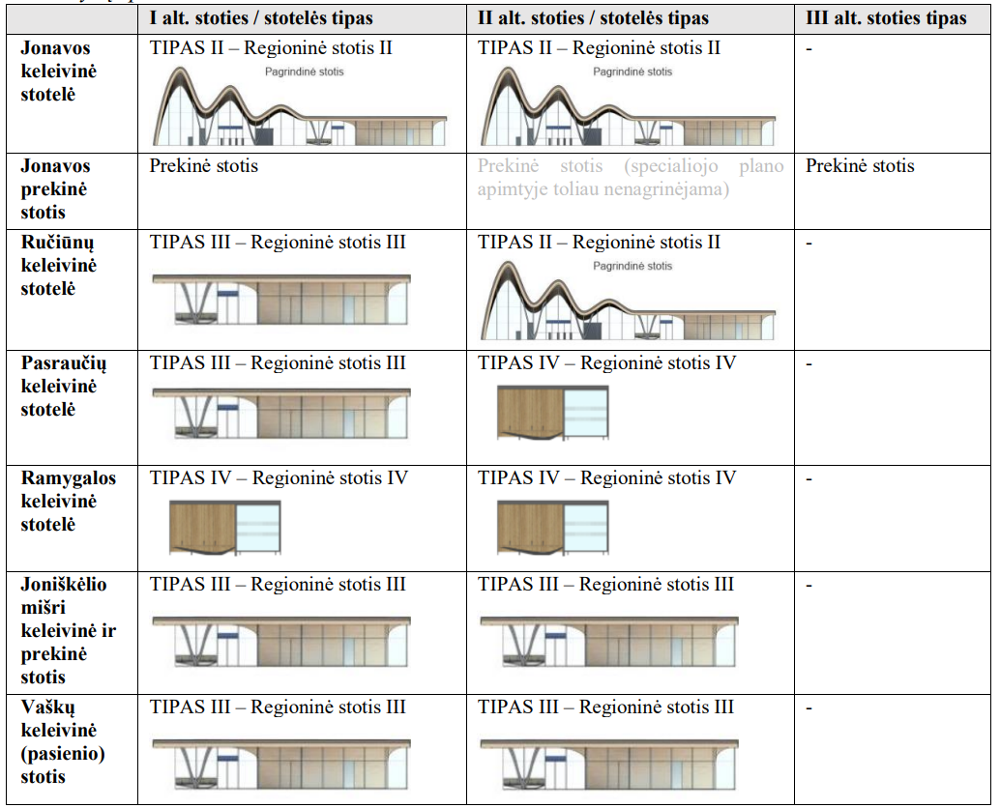 I alt. stoties / stotelės tipas
II alt. stoties / stotelės tipas
III alt. stoties tipas
Jonavos
keleivinė
stotelė
TIPAS II – Regioninė stotis II
Pagrindinė stotis
TIPAS II – Regioninė stotis II
Pagrindinė stotis
-
Jonavos
prekinė
stotis
Prekinė stotis
Prekinė stotis (specialiojo plano
apimtyje toliau nenagrinėjama)
Prekinė stotis
Ručiūnų
keleivinė
stotelė
TIPAS III – Regioninė stotis III
TIPAS II – Regioninė stotis II
Pagrindinė stotis
-
Pasraučių
keleivinė
stotelė
TIPAS III – Regioninė stotis III
TIPAS IV – Regioninė stotis IV
-
Ramygalos
keleivinė
stotelė
TIPAS IV – Regioninė stotis IV
TIPAS IV – Regioninė stotis IV
-
Joniškėlio
mišri
keleivinė ir
prekinė
stotis
TIPAS III – Regioninė stotis III
TIPAS III – Regioninė stotis III
-
Vaškų
keleivinė
(pasienio)
stotis
TIPAS III – Regioninė stotis III
TIPAS III – Regioninė stotis III
-